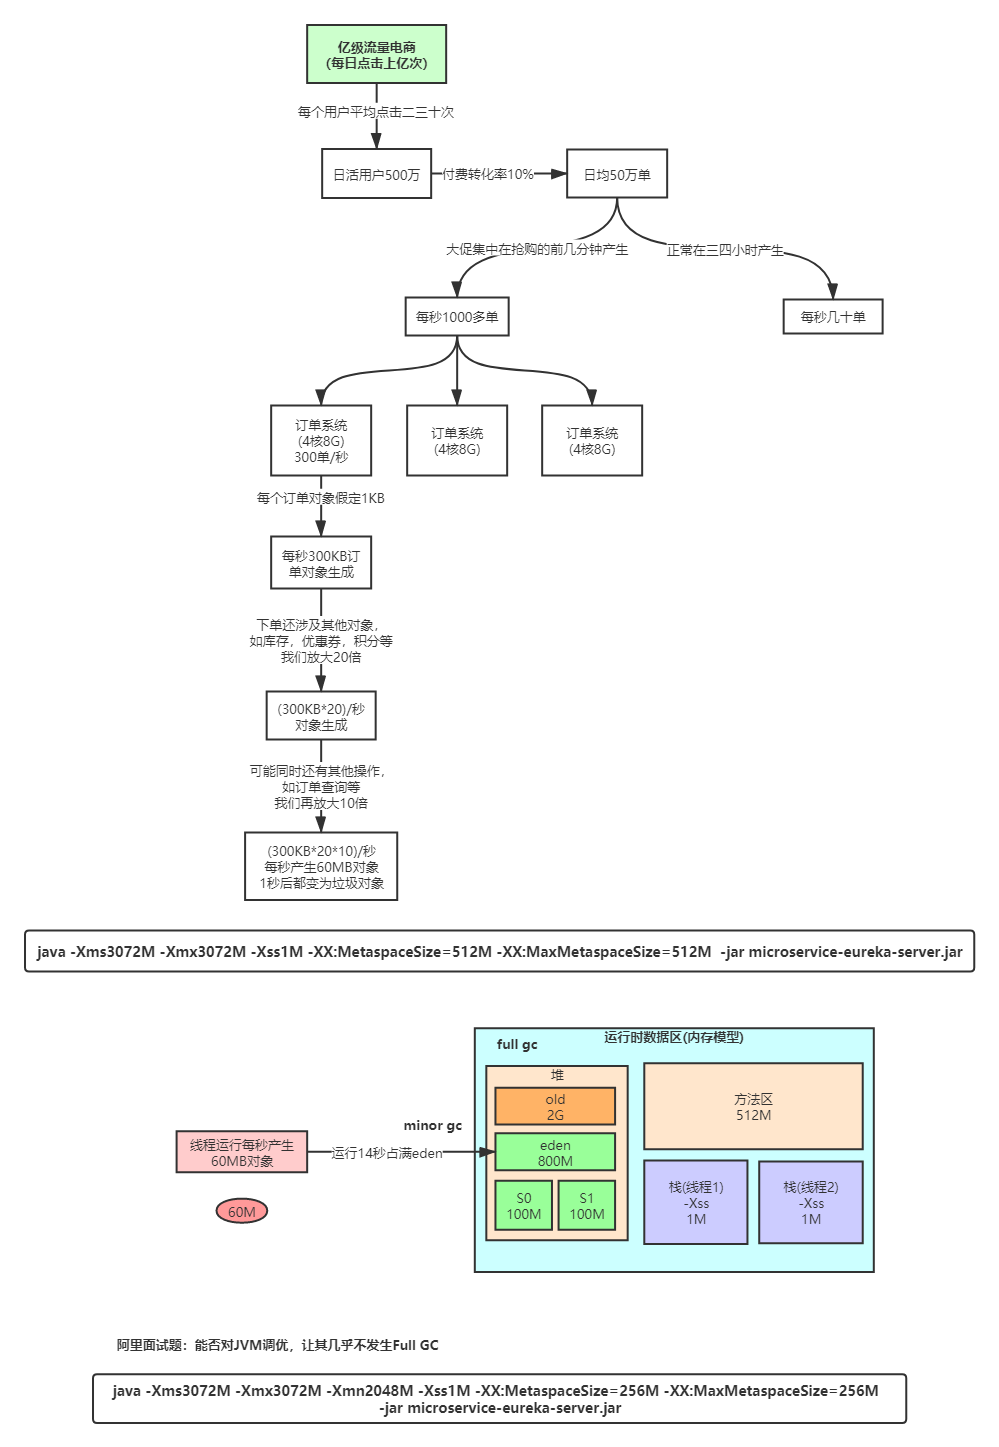 亿级流量电商
(每日点击上亿次)
每个用户平均点击二三十次
日活用户500万
付费转化率10%
日均50万单
大促集中在抢购的前几分钟产生
正常在三四小时产生
每秒1000多单
每秒几十单
订单系统
(4核8G)
300单/秒
订单系统
(4核8G)
订单系统
(4核8G)
每个订单对象假定1KB
每秒300KB订
单对象生成
下单还涉及其他对象，
如库存，优惠券，积分等
我们放大20倍
(300KB*20)/秒
对象生成
可能同时还有其他操作，
如订单查询等
我们再放大10倍
(300KB*20*10)/秒
每秒产生60MB对象
1秒后都变为垃圾对象
java -Xms3072M -Xmx3072M -Xss1M -XX:MetaspaceSize=512M -XX:MaxMetaspaceSize=512M  -jar microservice-eureka-server.jar
运行时数据区(内存模型)
full gc
堆
old
2G
方法区
512M
minor gc
线程运行每秒产生
60MB对象
运行14秒占满eden
eden
800M
60M
S0
100M
S1
100M
栈(线程1)
-Xss
1M
栈(线程2)
-Xss
1M
阿里面试题：能否对JVM调优，让其几乎不发生Full GC
java -Xms3072M -Xmx3072M -Xmn2048M -Xss1M -XX:MetaspaceSize=256M -XX:MaxMetaspaceSize=256M
-jar microservice-eureka-server.jar